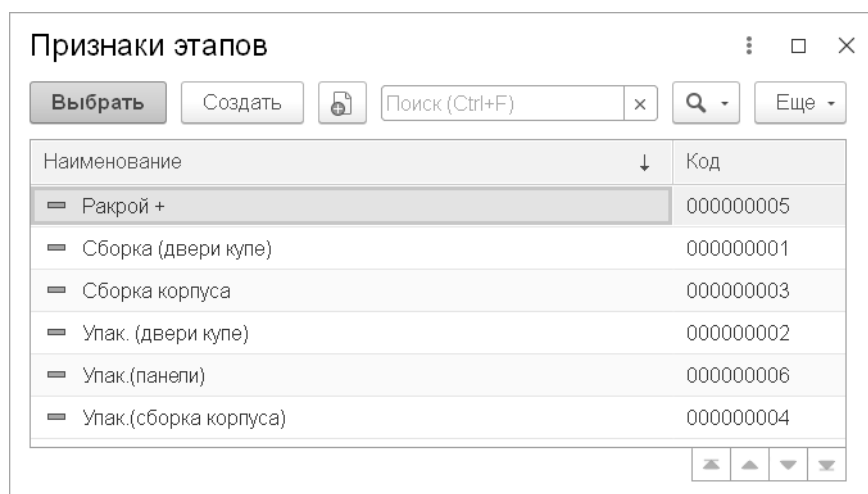 Признаки этапов
Выбрать Создать Поиск (Ctrl+F) Еще
Наименование Код
Ракрой + 000000005
Сборка (двери купе) 000000001
Сборка корпуса 000000003
Упак. (двери купе) 000000002
Упак.(панели) 000000006
Упак.(сборка корпуса) 000000004